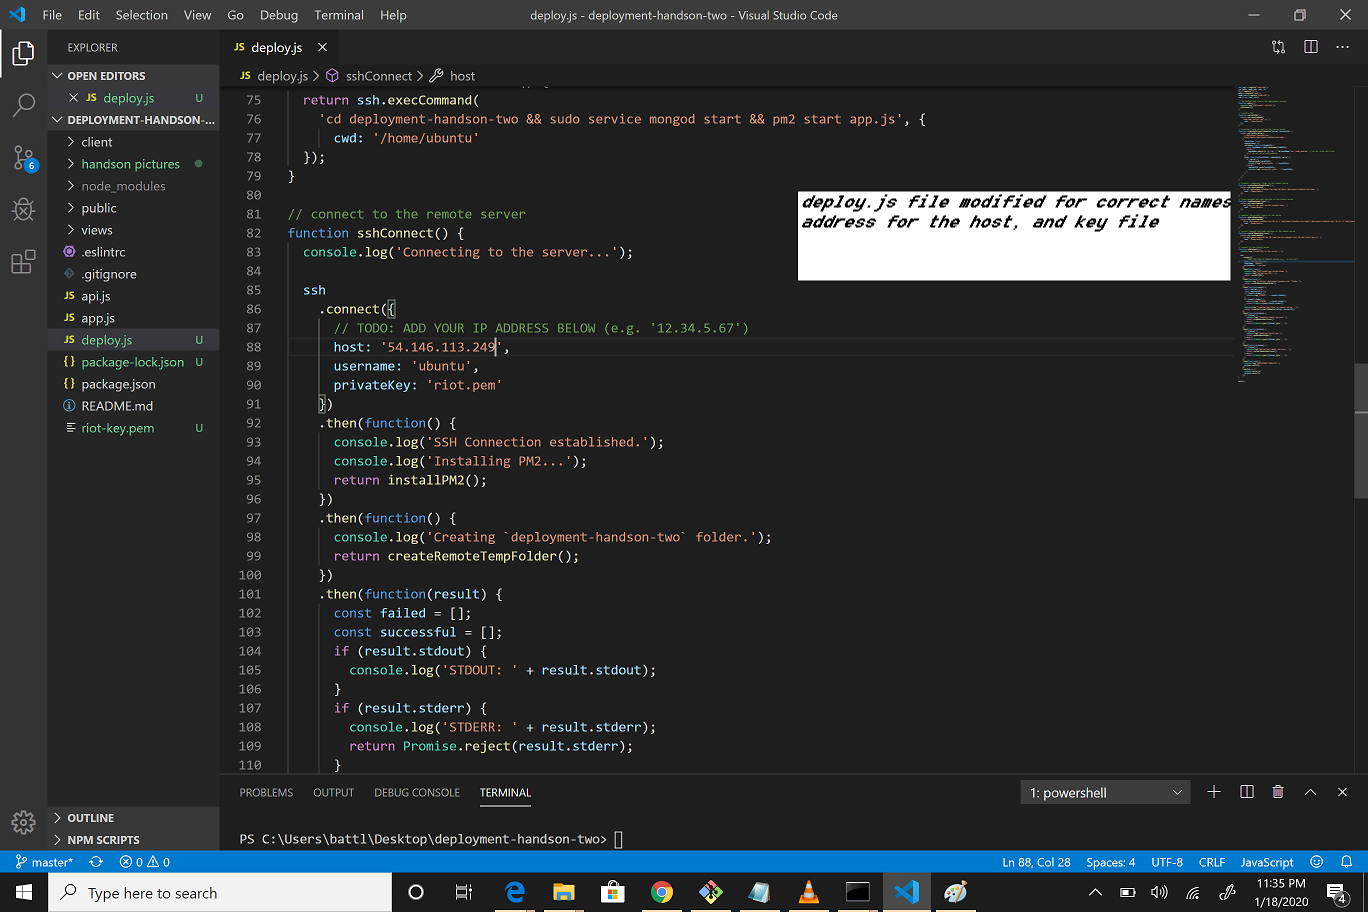 File Edit Selection View Go Debug Terminal Help
deploy.js - deployment-handson-two - Visual Studio Code
EXPLORER
OPEN EDITORS
JS deploy.js U
DEPLOYMENT-HANDSON-...
client
handson pictures
node_modules
public
views
.eslintrc
.gitignore
JS api.js
JS app.js
JS deploy.js U
{} package-lock.json U
{} package.json
README.md
riot-key.pem U
OUTLINE
NPM SCRIPTS
6
JS deploy.js
JS deploy.js > sshConnect > host
75 return ssh.execCommand(
76 'cd deployment-handson-two && sudo service mongod start && pm2 start app.js', {
77 cwd: '/home/ubuntu'
78 });
79 }
80
81 // connect to the remote server
82 function sshConnect() {
83 console.log('Connecting to the server...');
84
85 ssh
86 .connect({
87 // TODO: ADD YOUR IP ADDRESS BELOW (e.g. '12.34.5.67')
88 host: '54.146.113.249',
89 username: 'ubuntu',
90 privateKey: 'riot.pem'
91 })
92 .then(function() {
93 console.log('SSH Connection established.');
94 console.log('Installing PM2...');
95 return installPM2();
96 })
97 .then(function() {
98 console.log('Creating `deployment-handson-two` folder.');
99 return createRemoteTempFolder();
100 })
101 .then(function(result) {
102 const failed = [];
103 const successful = [];
104 if (result.stdout) {
105 console.log('STDOUT: ' + result.stdout);
106 }
107 if (result.stderr) {
108 console.log('STDERR: ' + result.stderr);
109 return Promise.reject(result.stderr);
110 }
deploy.js file modified for correct names
address for the host, and key file
PROBLEMS OUTPUT DEBUG CONSOLE TERMINAL
1: powershell
PS C:\Users\battl\Desktop\deployment-handson-two>
master* 0 0
Ln 88, Col 28 Spaces: 4 UTF-8 CRLF JavaScript
Type here to search
11:35 PM
1/18/2020
4